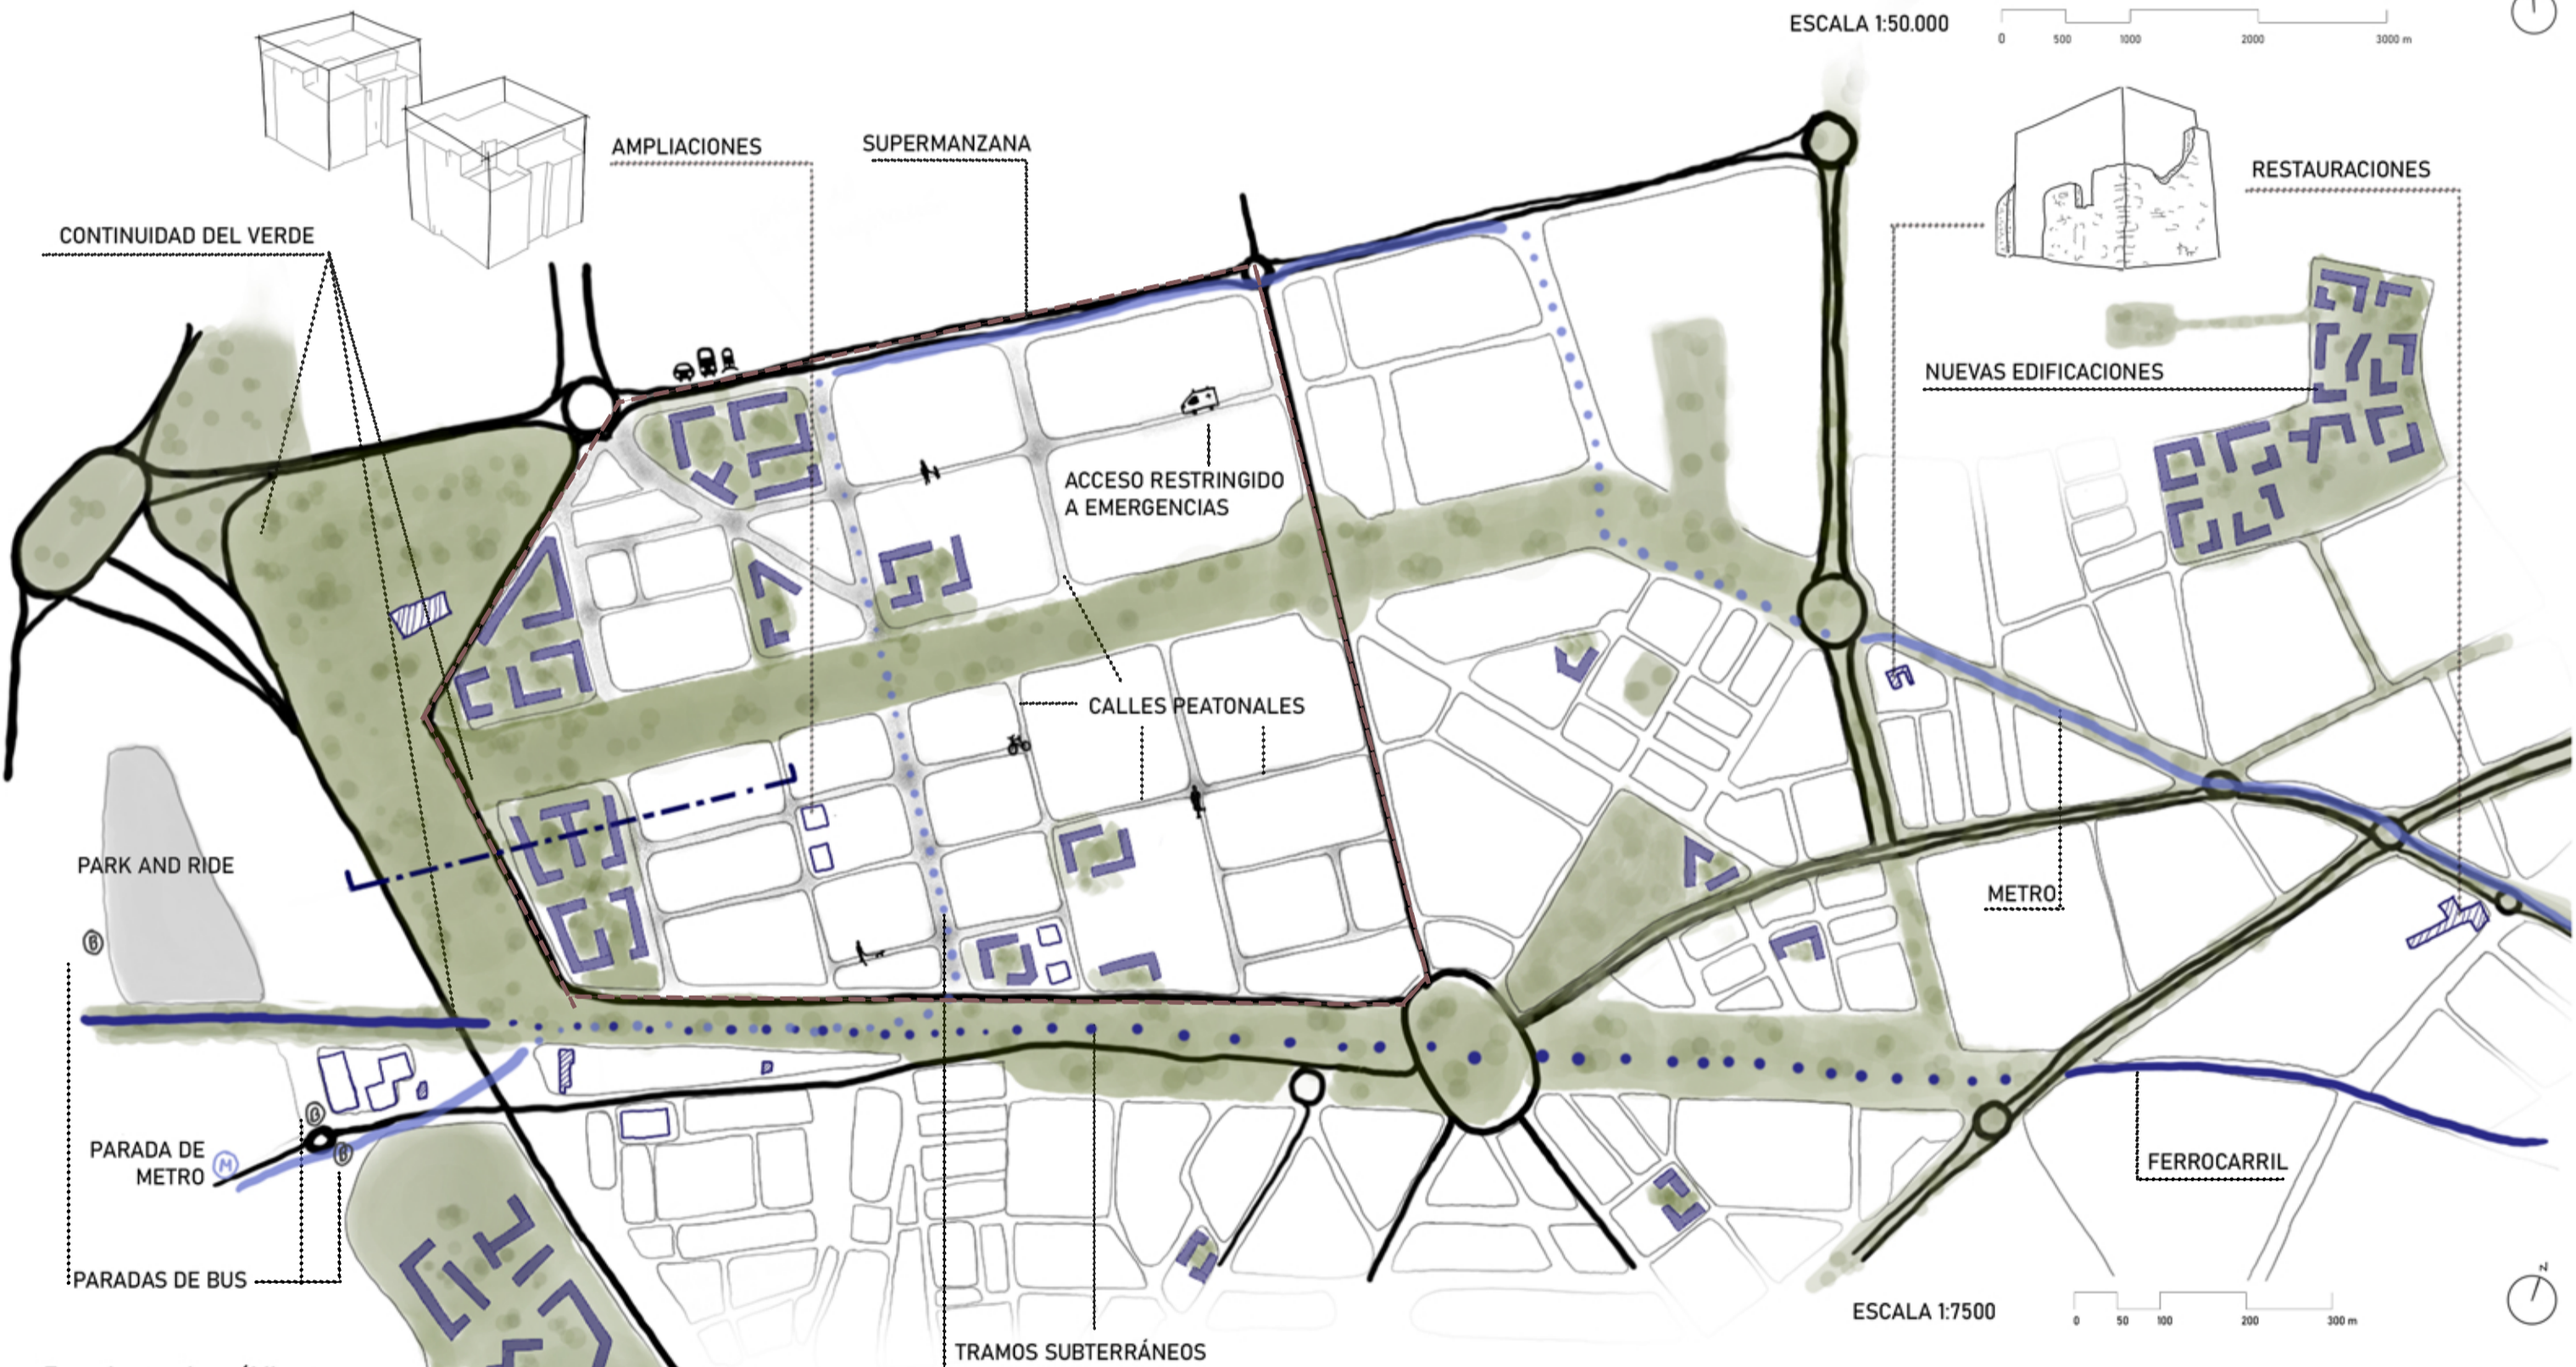 ESCALA 1:50.000
0 500 1000 2000 3000 m
AMPLIACIONES
SUPERMANZANA
RESTAURACIONES
CONTINUIDAD DEL VERDE
NUEVAS EDIFICACIONES
ACCESO RESTRINGIDO
A EMERGENCIAS
CALLES PEATONALES
PARK AND RIDE
METRO
B
B
B
PARADA DE
METRO
M
FERROCARRIL
PARADAS DE BUS
N
ESCALA 1:7500
0 50 100 200 300 m
TRAMOS SUBTERRÁNEOS